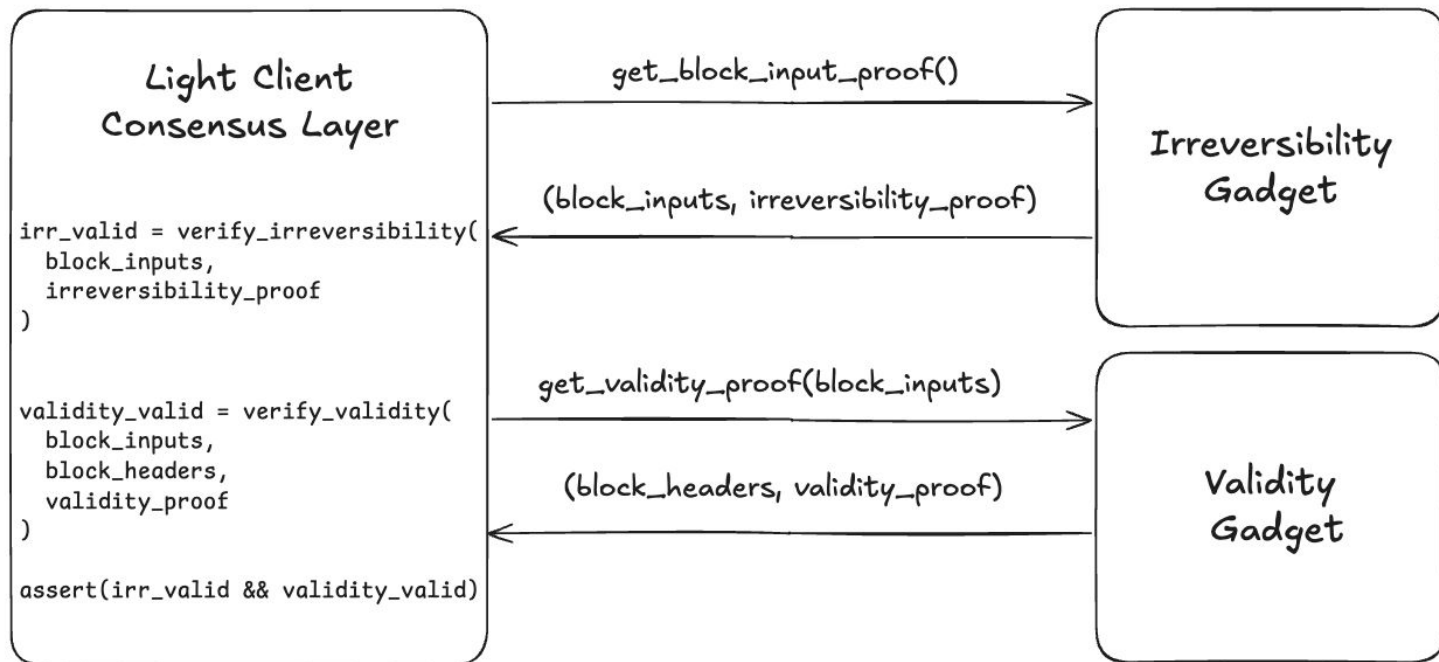 Light Client
Consensus Layer
irr_valid = verify_irreversibility(
block_inputs,
irreversibility_proof
)
validity_valid = verify_validity(
block_inputs,
block_headers,
validity_proof
)
assert(irr_valid && validity_valid)
get_block_input_proof()
(block_inputs, irreversibility_proof)
Irreversibility
Gadget
get_validity_proof(block_inputs)
(block_headers, validity_proof)
Validity
Gadget